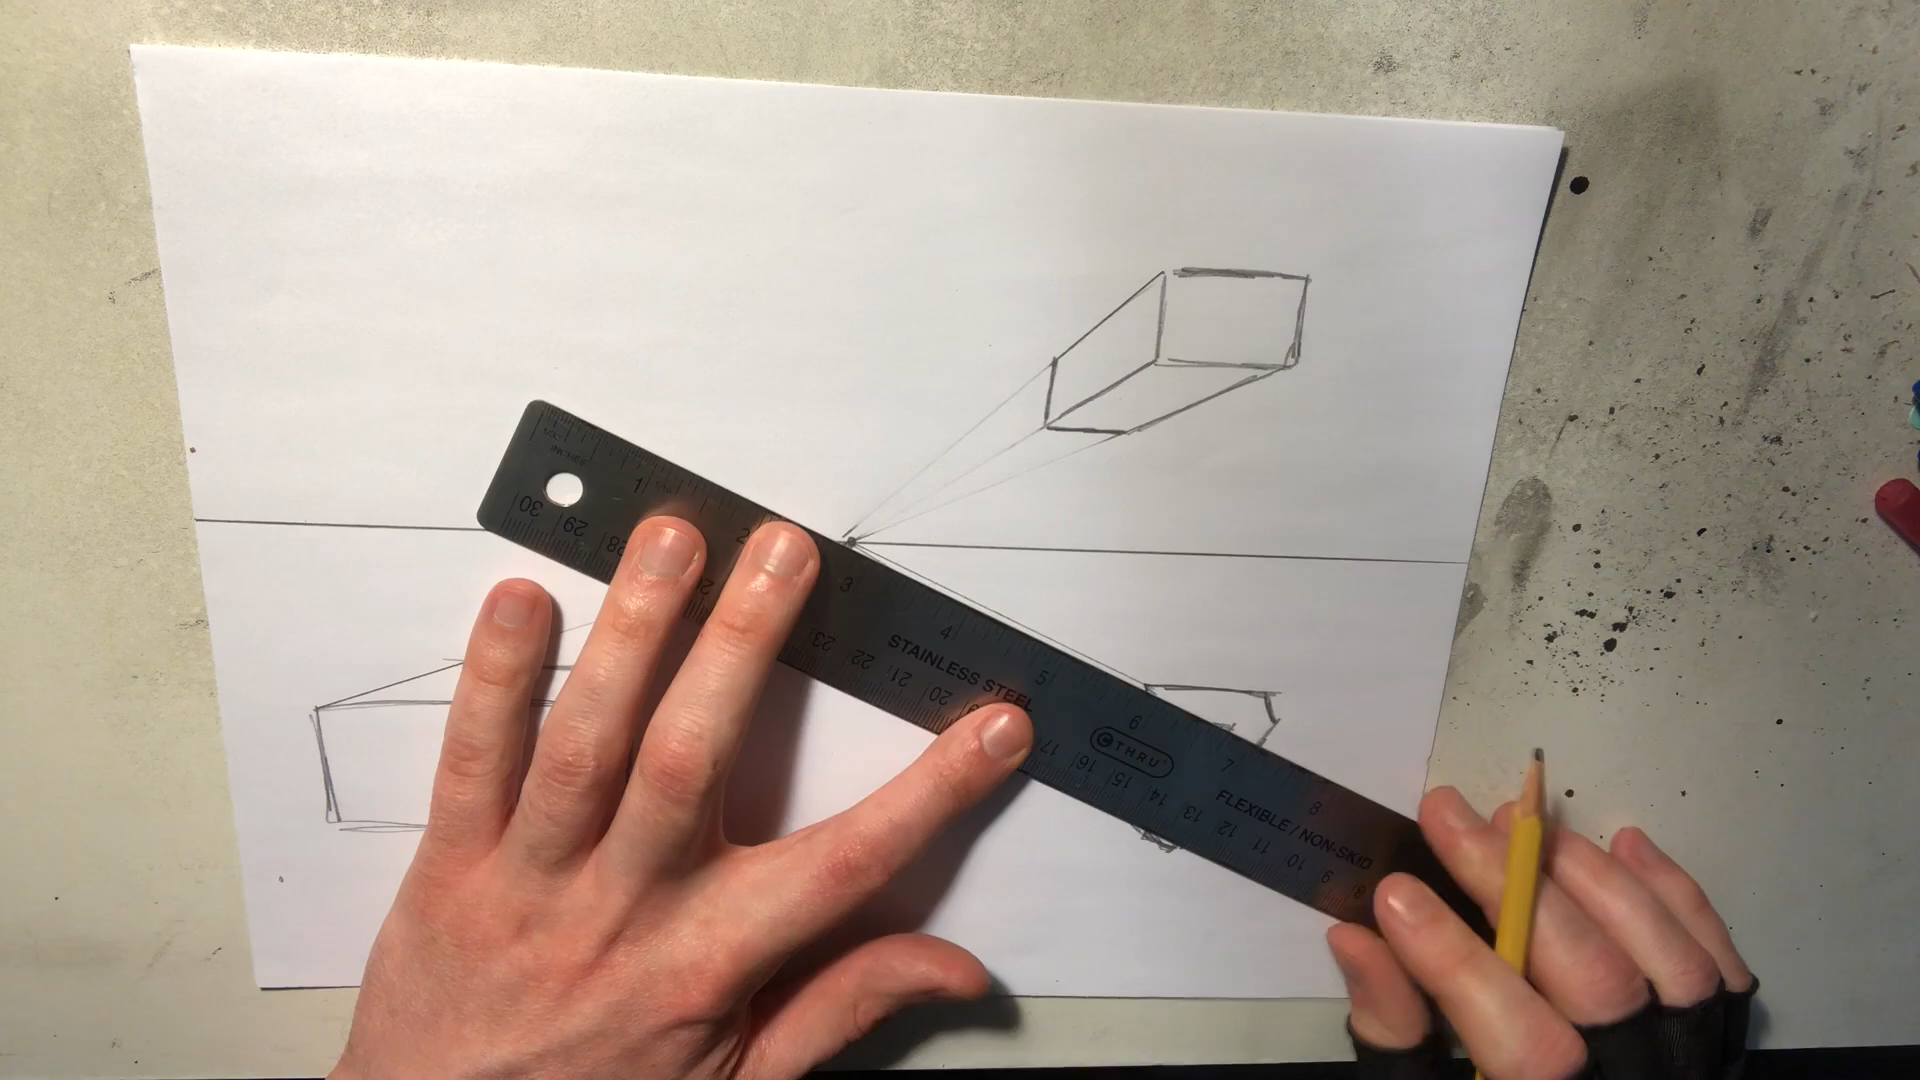 1 2 3 4 5 6 7 8
STAINLESS STEEL
C-THRU
FLEXIBLE / NON-SKID
30 29 28 23 22 21 20 17 16 15 14 13 12 11 10 9 8